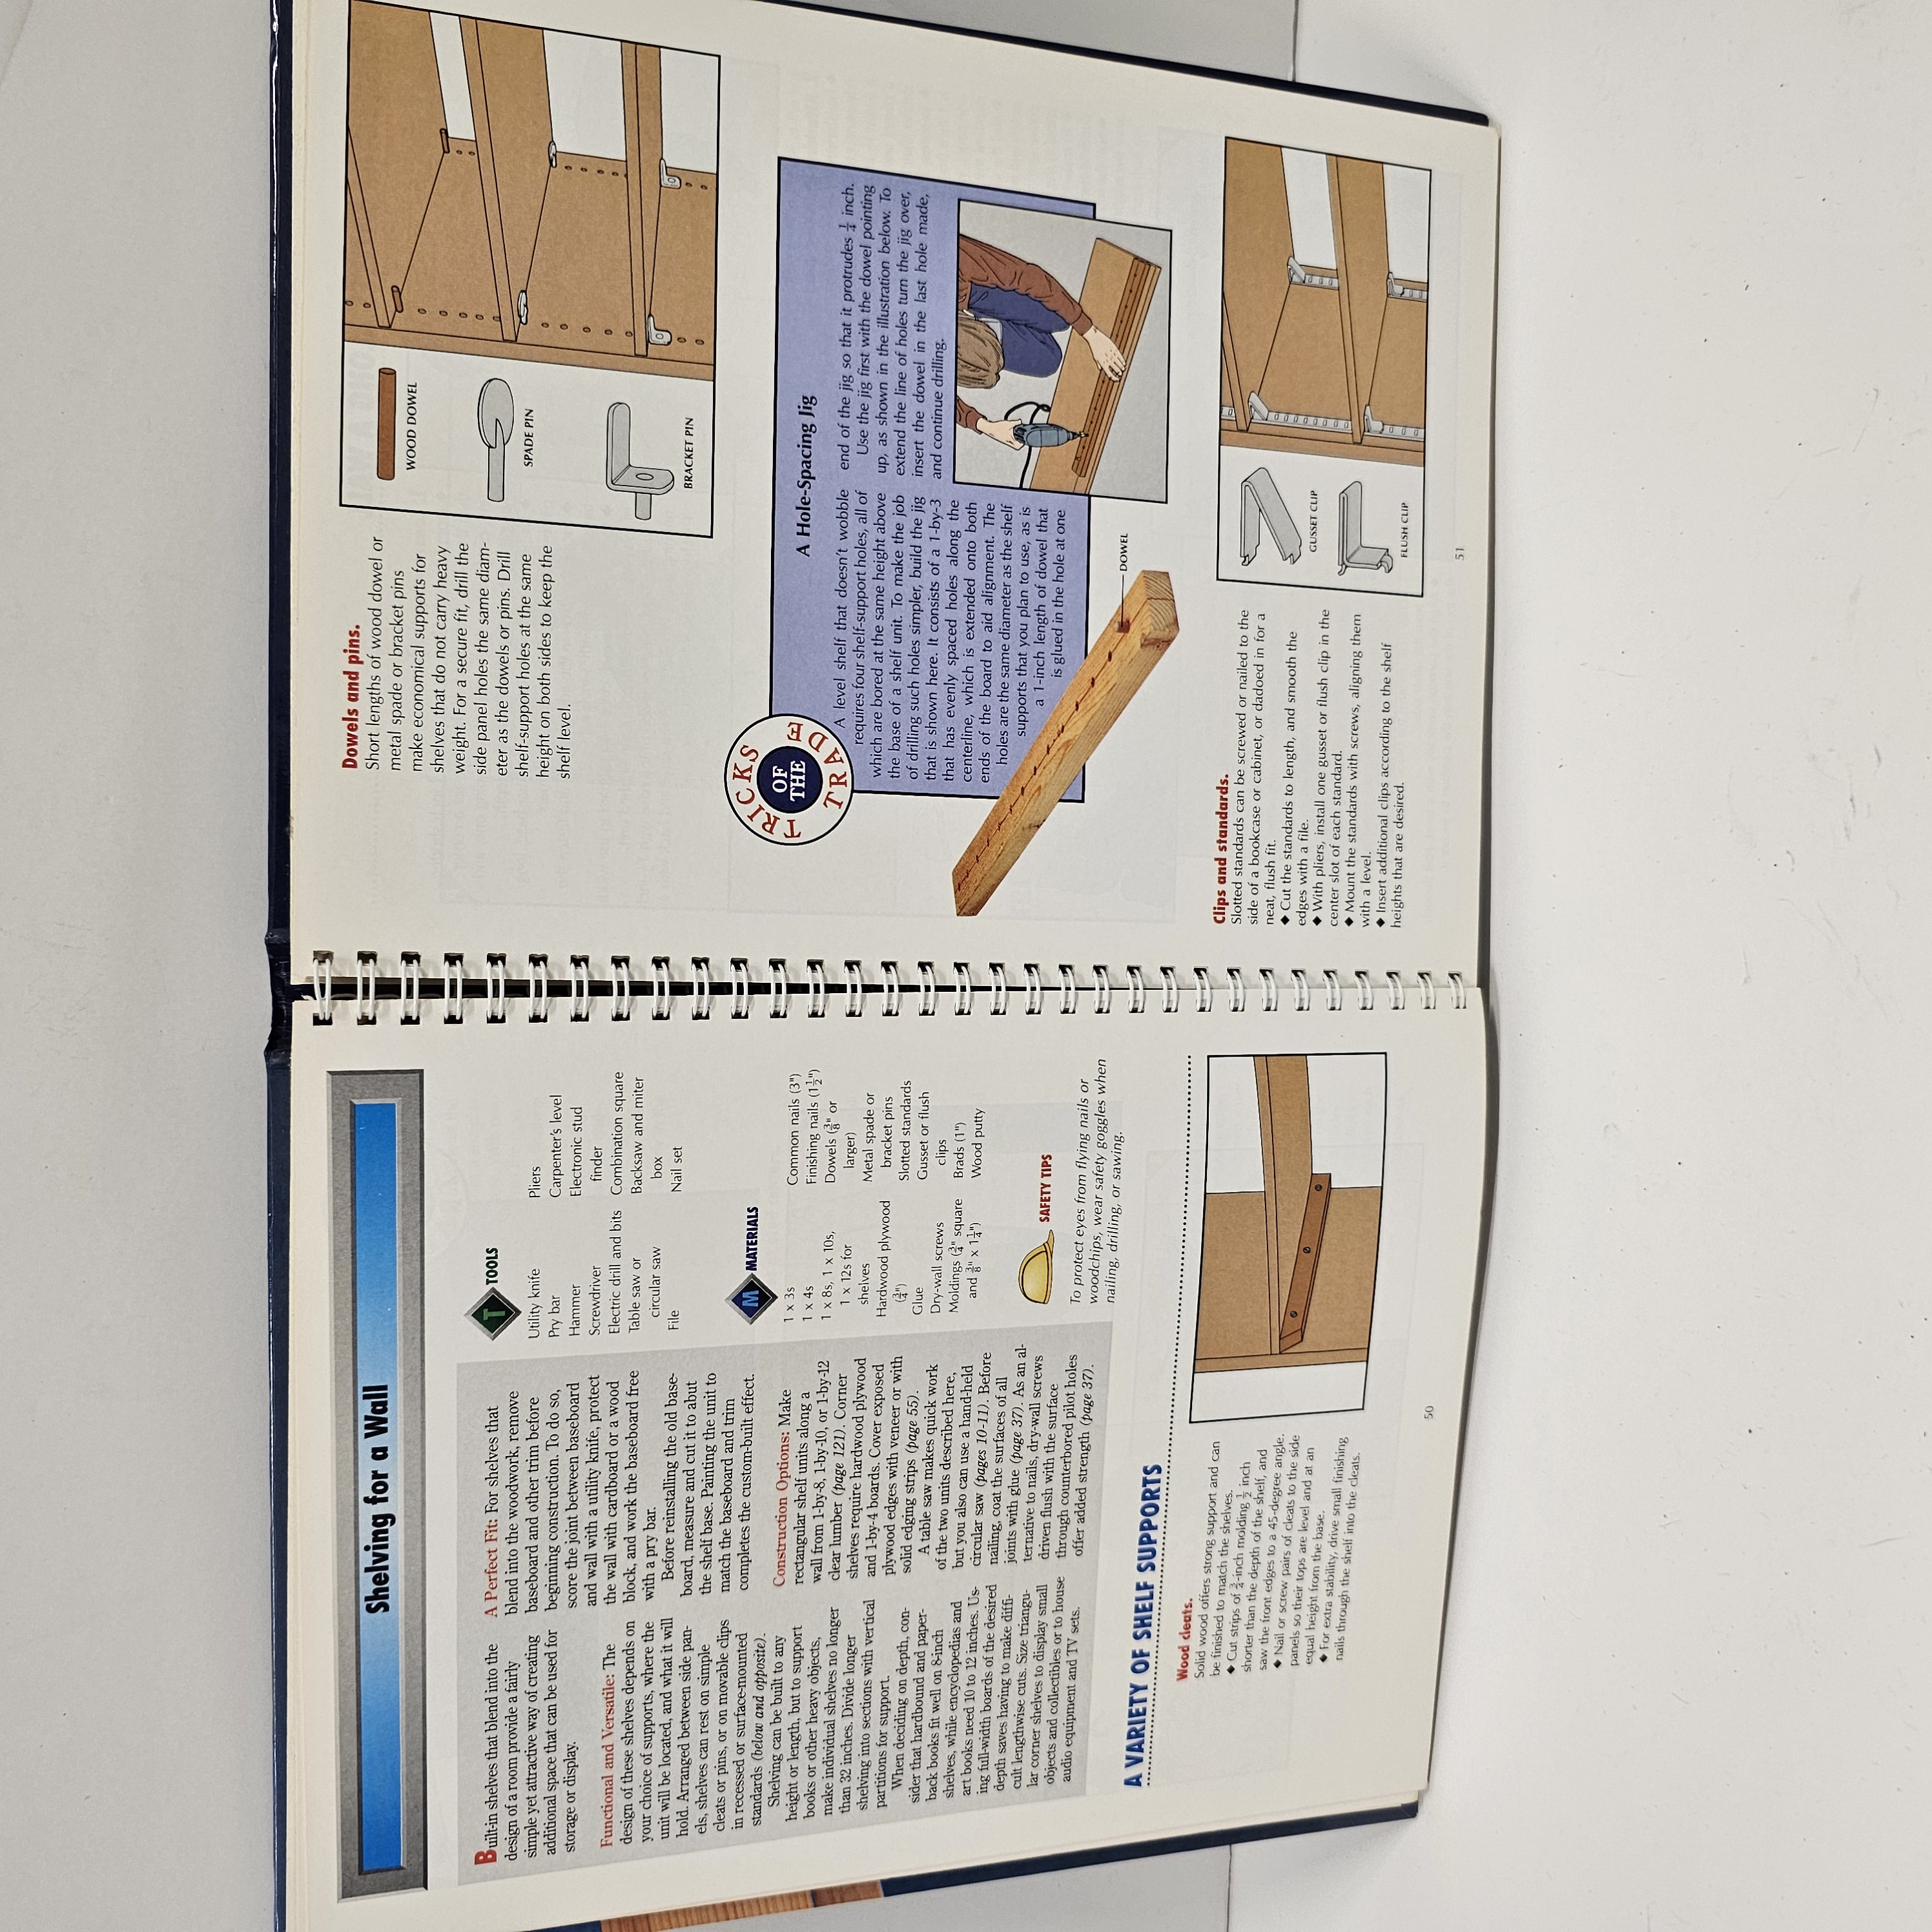 Shelving for a Wall
Built-in shelves that blend into the
design of a room provide a fairly
simple yet attractive way of creating
additional space that can be used for
storage or display.
Functional and Versatile: The
design of these shelves depends on
your choice of supports, where the
unit will be located, and what it will
hold. Arranged between side pan-
els, shelves can rest on simple
cleats or pins, or on movable clips
in recessed or surface-mounted
standards (below and opposite).
Shelving can be built to any
height or length, but to support
books or other heavy objects,
make individual shelves no longer
than 32 inches. Divide longer
shelving into sections with vertical
partitions for support.
When deciding on depth, con-
sider that hardbound and paper-
back books fit well on 8-inch
shelves, while encyclopedias and
art books need 10 to 12 inches. Us-
ing full-width boards of the desired
depth saves having to make diffi-
cult lengthwise cuts. Size triangu-
lar corner shelves to display small
objects and collectibles or to house
audio equipment and TV sets.
A Perfect Fit: For shelves that
blend into the woodwork, remove
baseboard and other trim before
beginning construction. To do so,
score the joint between baseboard
and wall with a utility knife, protect
the wall with cardboard or a wood
block, and work the baseboard free
with a pry bar.
Before reinstalling the old base-
board, measure and cut it to abut
the shelf base. Painting the unit to
match the baseboard and trim
completes the custom-built effect.
Construction Options: Make
rectangular shelf units along a
wall from 1-by-8, 1-by-10, or 1-by-12
clear lumber (page 121). Corner
shelves require hardwood plywood
and 1-by-4 boards. Cover exposed
plywood edges with veneer or with
solid edging strips (page 55).
A table saw makes quick work
of the two units described here,
but you also can use a hand-held
circular saw (pages 10-11). Before
nailing, coat the surfaces of all
joints with glue (page 37). As an al-
ternative to nails, dry-wall screws
driven flush with the surface
through counterbored pilot holes
offer added strength (page 37).
T TOOLS
Utility knife
Pry bar
Hammer
Screwdriver
Electric drill and bits
Table saw or
circular saw
File
Pliers
Carpenter's level
Electronic stud
finder
Combination square
Backsaw and miter
box
Nail set
M MATERIALS
1 x 3s
1 x 4s
1 x 8s, 1 x 10s,
1 x 12s for
shelves
Hardwood plywood
(3/4")
Glue
Dry-wall screws
Moldings (3/4" square
and 3/8" x 1 1/4")
Common nails (3")
Finishing nails (1 1/2")
Dowels (3/8" or
larger)
Metal spade or
bracket pins
Slotted standards
Gusset or flush
clips
Brads (1")
Wood putty
SAFETY TIPS
To protect eyes from flying nails or
woodchips, wear safety goggles when
nailing, drilling, or sawing.
A VARIETY OF SHELF SUPPORTS
Wood cleats.
Solid wood offers strong support and can
be finished to match the shelves.
◆ Cut strips of 3/4-inch molding 1/2 inch
shorter than the depth of the shelf, and
saw the front edges to a 45-degree angle.
◆ Nail or screw pairs of cleats to the side
panels so their tops are level and at an
equal height from the base.
◆ For extra stability, drive small finishing
nails through the shelf into the cleats.
50
Dowels and pins.
Short lengths of wood dowel or
metal spade or bracket pins
make economical supports for
shelves that do not carry heavy
weight. For a secure fit, drill the
side panel holes the same diam-
eter as the dowels or pins. Drill
shelf-support holes at the same
height on both sides to keep the
shelf level.
WOOD DOWEL
SPADE PIN
BRACKET PIN
TRICKS
OF
THE
TRADE
A Hole-Spacing Jig
A level shelf that doesn't wobble
requires four shelf-support holes, all of
which are bored at the same height above
the base of a shelf unit. To make the job
of drilling such holes simpler, build the jig
that is shown here. It consists of a 1-by-3
that has evenly spaced holes along the
centerline, which is extended onto both
ends of the board to aid alignment. The
holes are the same diameter as the shelf
supports that you plan to use, as is
a 1-inch length of dowel that
is glued in the hole at one
end of the jig so that it protrudes 1/4 inch.
Use the jig first with the dowel pointing
up, as shown in the illustration below. To
extend the line of holes turn the jig over,
insert the dowel in the last hole made,
and continue drilling.
DOWEL
Clips and standards.
Slotted standards can be screwed or nailed to the
side of a bookcase or cabinet, or dadoed in for a
neat, flush fit.
◆ Cut the standards to length, and smooth the
edges with a file.
◆ With pliers, install one gusset or flush clip in the
center slot of each standard.
◆ Mount the standards with screws, aligning them
with a level.
◆ Insert additional clips according to the shelf
heights that are desired.
GUSSET CLIP
FLUSH CLIP
51